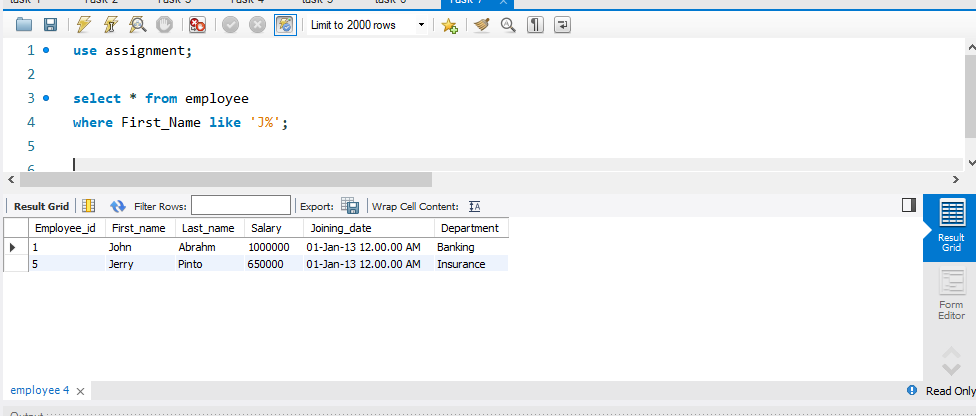 task 1 Task 2 Task 3 Task 4 task 5 task 6 Task 7 x
Limit to 2000 rows
1 use assignment;
2
3 select * from employee
4 where First_Name like 'J%';
5
6
Result Grid Filter Rows: Export: Wrap Cell Content: IA
Employee_id First_name Last_name Salary Joining_date Department
1 John Abrahm 1000000 01-Jan-13 12.00.00 AM Banking
5 Jerry Pinto 650000 01-Jan-13 12.00.00 AM Insurance
Result
Grid
Form
Editor
employee 4 x
Read Only
Output